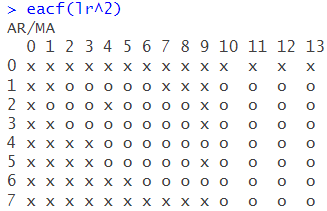 > eacf(lr^2)
AR/MA
  0 1 2 3 4 5 6 7 8 9 10 11 12 13
0 x x x x x x x x x x x  x  x  x
1 x x o o o o o x x x o  o  o  o
2 x o o x o o o o o x o  o  o  o
3 x x o o o o o o o x o  o  o  o
4 x x x x o o o o o o o  o  o  o
5 x x x x o o o o x o o  o  o  o
6 x x x x x x o o o o o  o  o  o
7 x x x x x x x x x x o  o  o  o